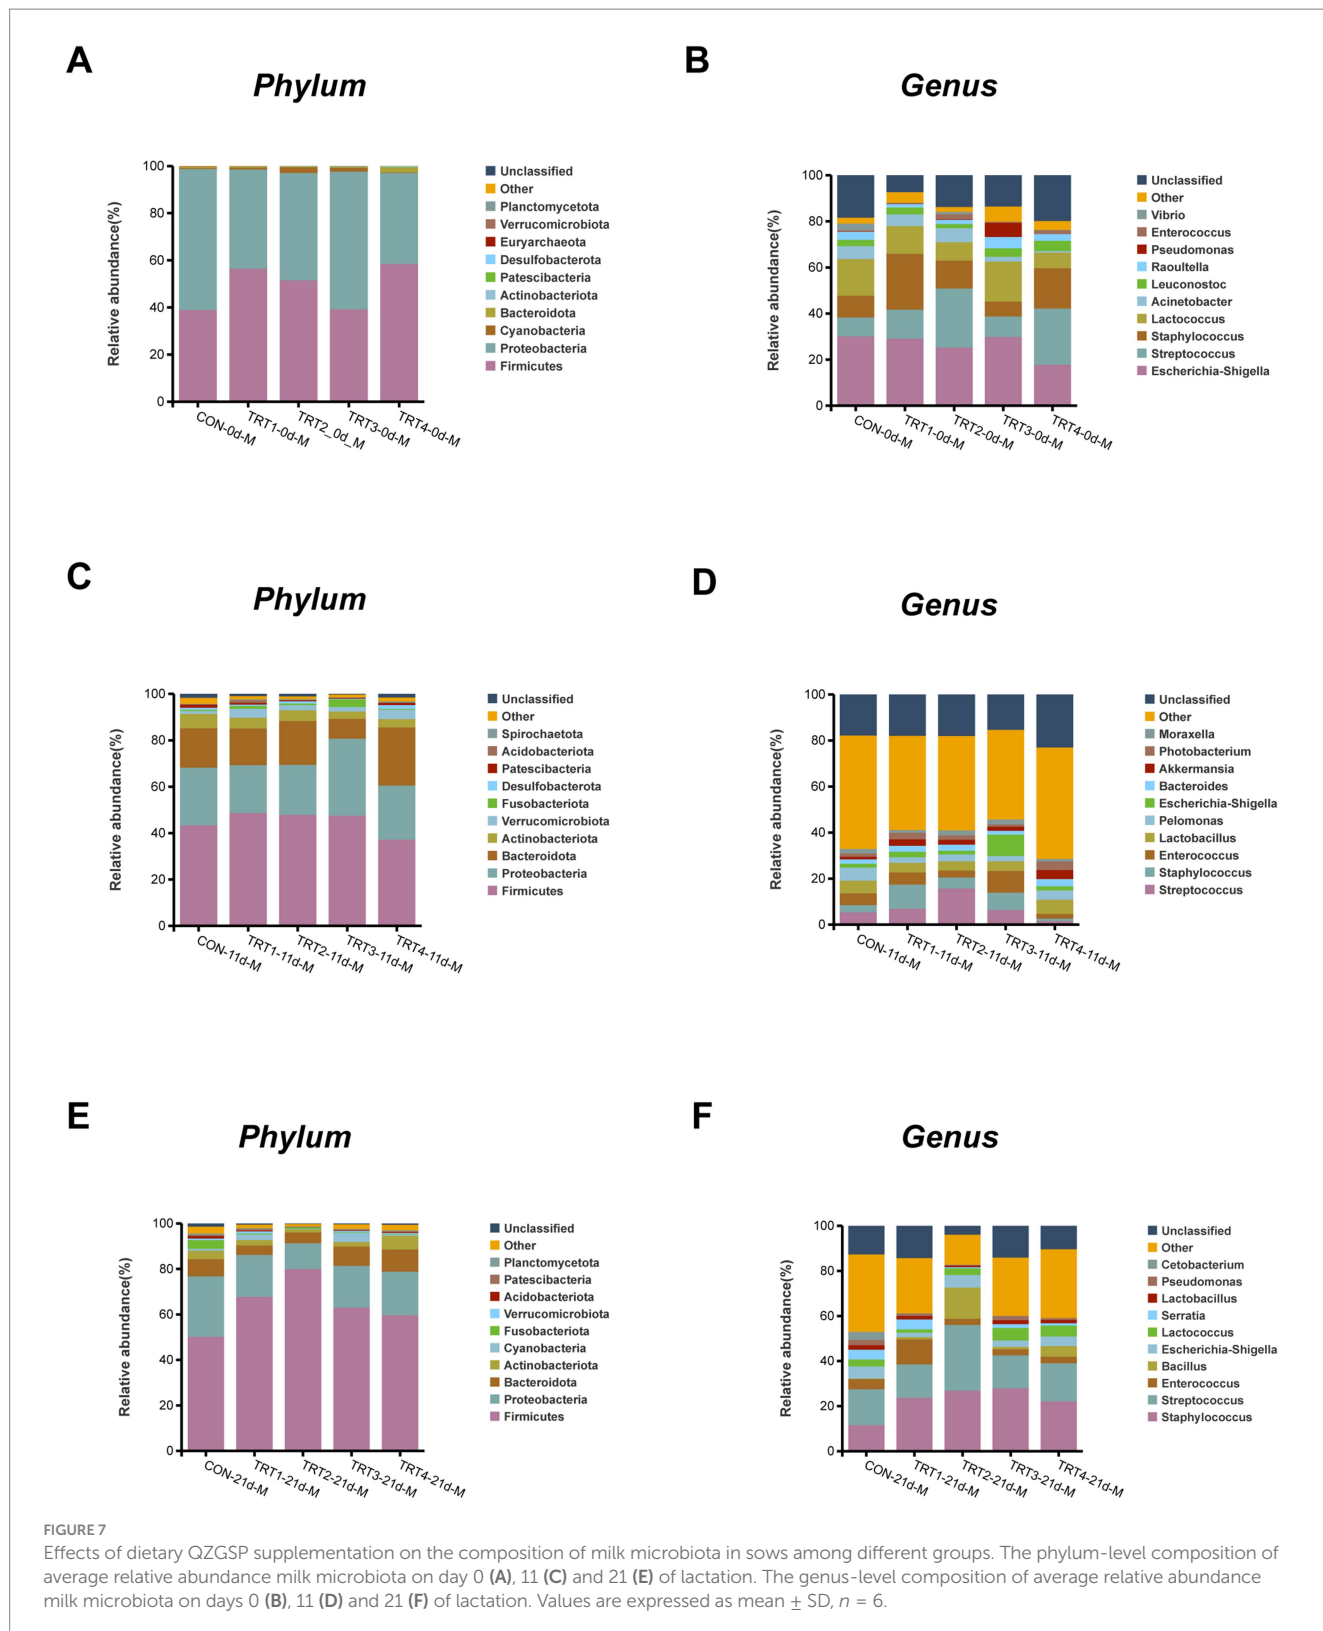 A
Phylum
Relative abundance(%)
100
80
60
40
20
0
CON-0d-M
TRT1-0d-M
TRT2_0d_M
TRT3-0d-M
TRT4-0d-M
Unclassified
Other
Planctomycetota
Verrucomicrobiota
Euryarchaeota
Desulfobacterota
Patescibacteria
Actinobacteriota
Bacteroidota
Cyanobacteria
Proteobacteria
Firmicutes
B
Genus
Relative abundance(%)
100
80
60
40
20
0
CON-0d-M
TRT1-0d-M
TRT2-0d-M
TRT3-0d-M
TRT4-0d-M
Unclassified
Other
Vibrio
Enterococcus
Pseudomonas
Raoultella
Leuconostoc
Acinetobacter
Lactococcus
Staphylococcus
Streptococcus
Escherichia-Shigella
C
Phylum
Relative abundance(%)
100
80
60
40
20
0
CON-11d-M
TRT1-11d-M
TRT2-11d-M
TRT3-11d-M
TRT4-11d-M
Unclassified
Other
Spirochaetota
Acidobacteriota
Patescibacteria
Desulfobacterota
Fusobacteriota
Verrucomicrobiota
Actinobacteriota
Bacteroidota
Proteobacteria
Firmicutes
D
Genus
Relative abundance(%)
100
80
60
40
20
0
CON-11d-M
TRT1-11d-M
TRT2-11d-M
TRT3-11d-M
TRT4-11d-M
Unclassified
Other
Moraxella
Photobacterium
Akkermansia
Bacteroides
Escherichia-Shigella
Pelomonas
Lactobacillus
Enterococcus
Staphylococcus
Streptococcus
E
Phylum
Relative abundance(%)
100
80
60
40
20
0
CON-21d-M
TRT1-21d-M
TRT2-21d-M
TRT3-21d-M
TRT4-21d-M
Unclassified
Other
Planctomycetota
Patescibacteria
Acidobacteriota
Verrucomicrobiota
Fusobacteriota
Cyanobacteria
Actinobacteriota
Bacteroidota
Proteobacteria
Firmicutes
F
Genus
Relative abundance(%)
100
80
60
40
20
0
CON-21d-M
TRT1-21d-M
TRT2-21d-M
TRT3-21d-M
TRT4-21d-M
Unclassified
Other
Cetobacterium
Pseudomonas
Lactobacillus
Serratia
Lactococcus
Escherichia-Shigella
Bacillus
Enterococcus
Streptococcus
Staphylococcus
FIGURE 7
Effects of dietary QZGSP supplementation on the composition of milk microbiota in sows among different groups. The phylum-level composition of
average relative abundance milk microbiota on day 0 (A), 11 (C) and 21 (E) of lactation. The genus-level composition of average relative abundance
milk microbiota on days 0 (B), 11 (D) and 21 (F) of lactation. Values are expressed as mean ± SD, n = 6.